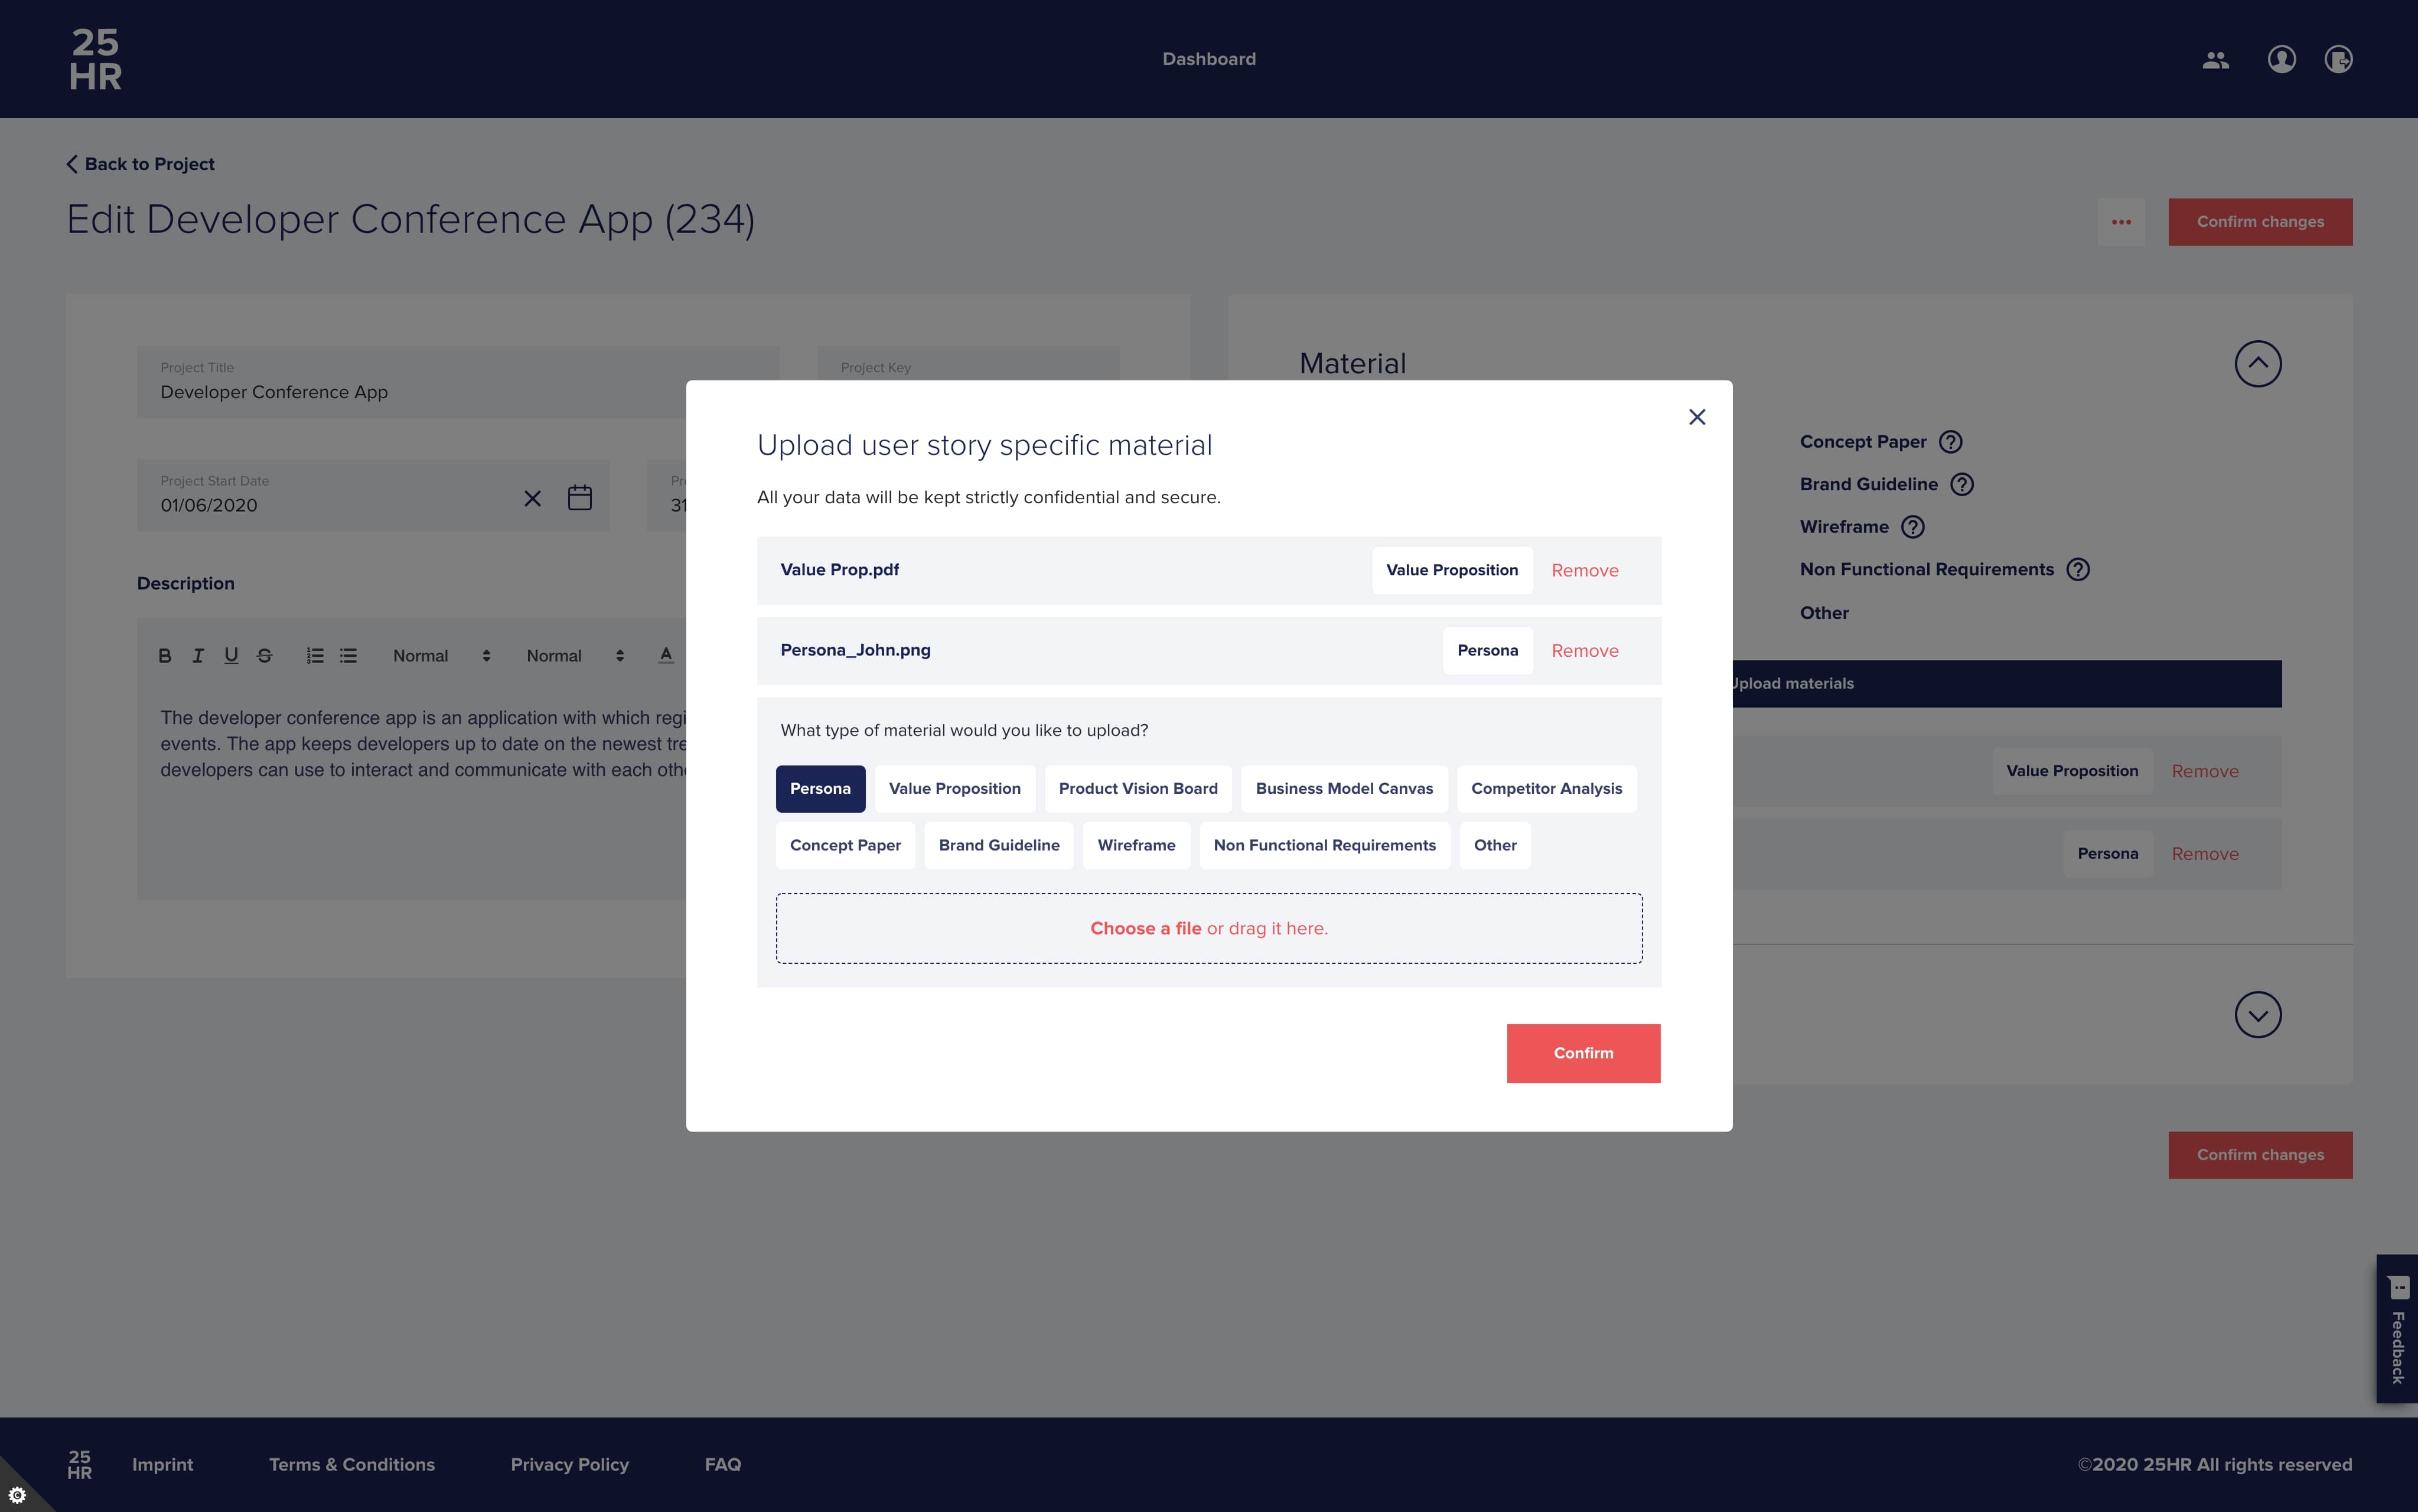 25
HR
Dashboard
Back to Project
Edit Developer Conference App (234)
Confirm changes
Project Title
Developer Conference App
Project Key
Project Start Date
01/06/2020
31
Description
B I U S Normal Normal A
The developer conference app is an application with which
events. The app keeps developers up to date on the newest
developers can use to interact and communicate with each
Material
Concept Paper ?
Brand Guideline ?
Wireframe ?
Non Functional Requirements ?
Other
materials
Value Proposition Remove
Persona Remove
Confirm changes
Upload user story specific material
All your data will be kept strictly confidential and secure.
Value Prop.pdf Value Proposition Remove
Persona_John.png Persona Remove
What type of material would you like to upload?
Persona Value Proposition Product Vision Board Business Model Canvas Competitor Analysis
Concept Paper Brand Guideline Wireframe Non Functional Requirements Other
Choose a file or drag it here.
Confirm
Feedback
25
HR
Imprint Terms & Conditions Privacy Policy FAQ
©2020 25HR All rights reserved